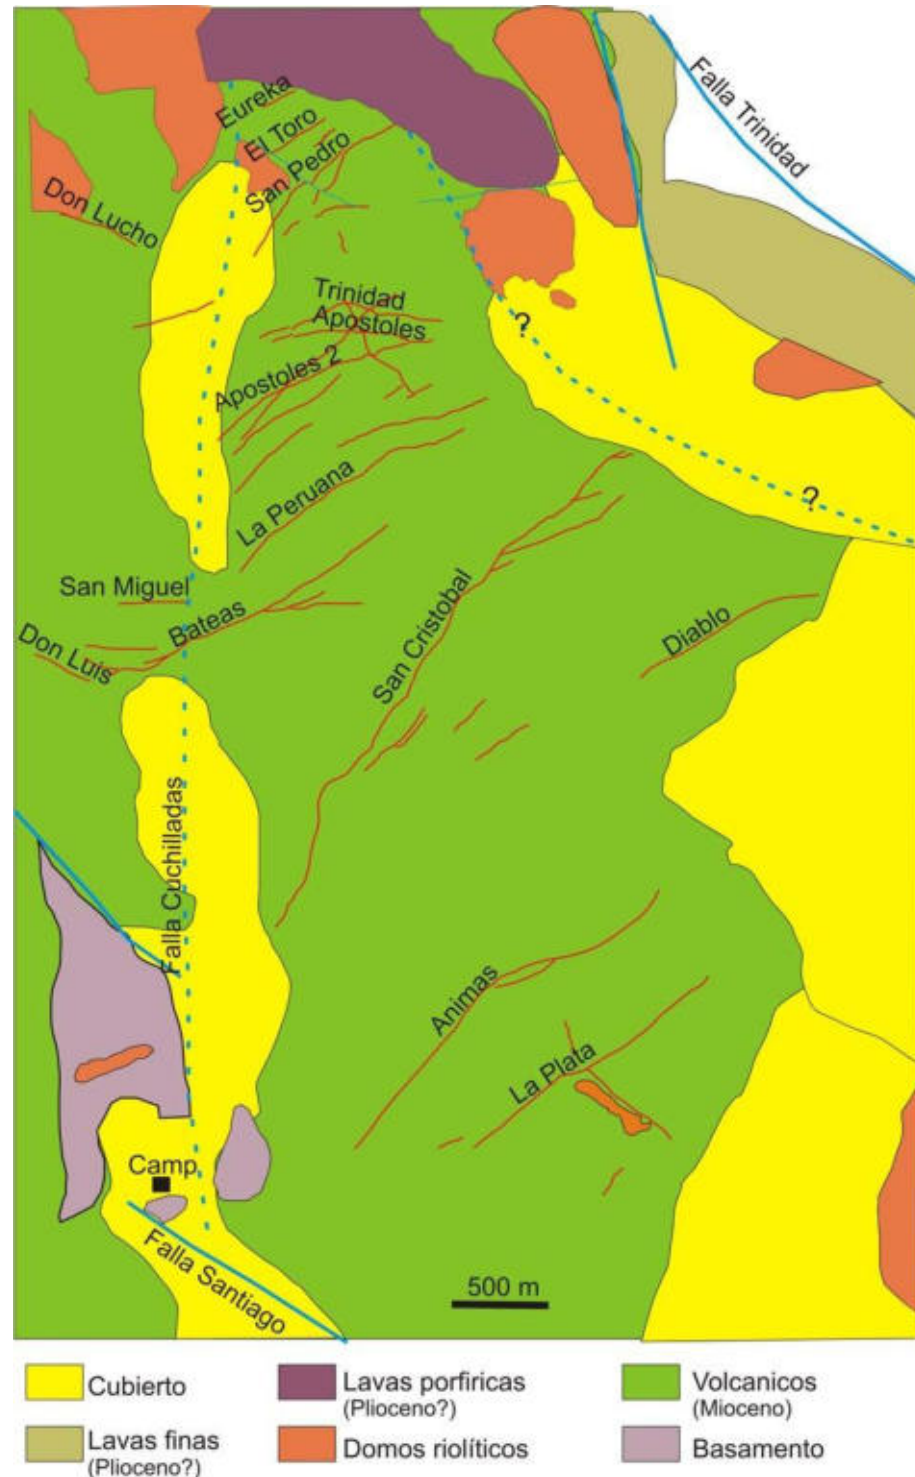 Falla Trinidad
Eureka
El Toro
San Pedro
Don Lucho
Trinidad
Apostoles
?
Apostoles 2
La Peruana
?
San Miguel
Bateas
Don Luis
San Cristobal
Diablo
Falla Cuchilladas
Animas
La Plata
Camp
Falla Santiago
500 m
Cubierto
Lavas porfiricas
(Plioceno?)
Volcanicos
(Mioceno)
Lavas finas
(Plioceno?)
Domos riolíticos
Basamento